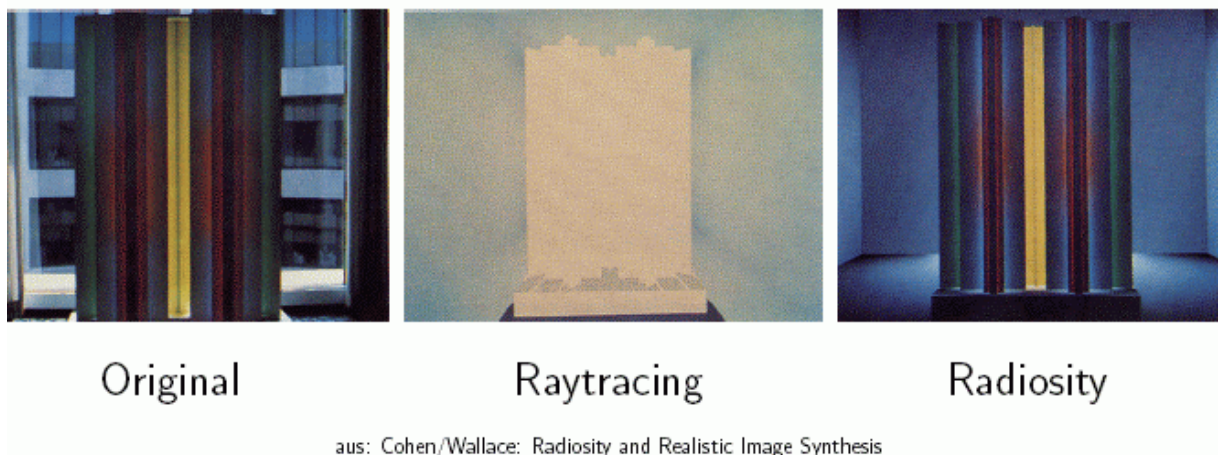 Original
Raytracing
Radiosity
aus: Cohen/Wallace: Radiosity and Realistic Image Synthesis